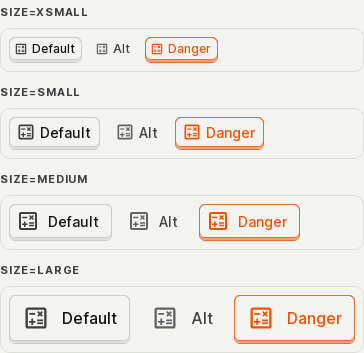 SIZE=XSMALL
Default Alt Danger
SIZE=SMALL
Default Alt Danger
SIZE=MEDIUM
Default Alt Danger
SIZE=LARGE
Default Alt Danger